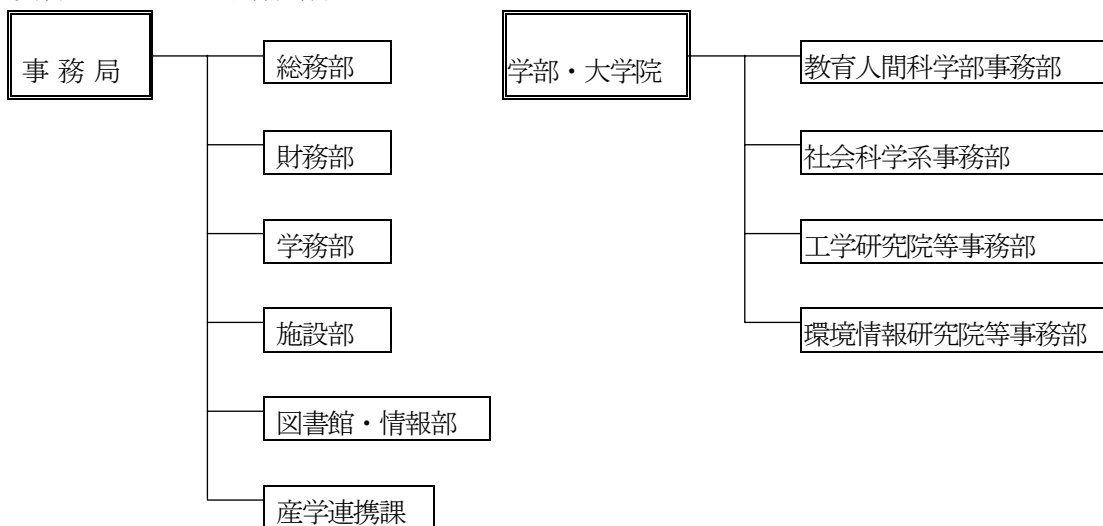 事 務 局
総務部
財務部
学務部
施設部
図書館・情報部
産学連携課
学部・大学院
教育人間科学部事務部
社会科学系事務部
工学研究院等事務部
環境情報研究院等事務部